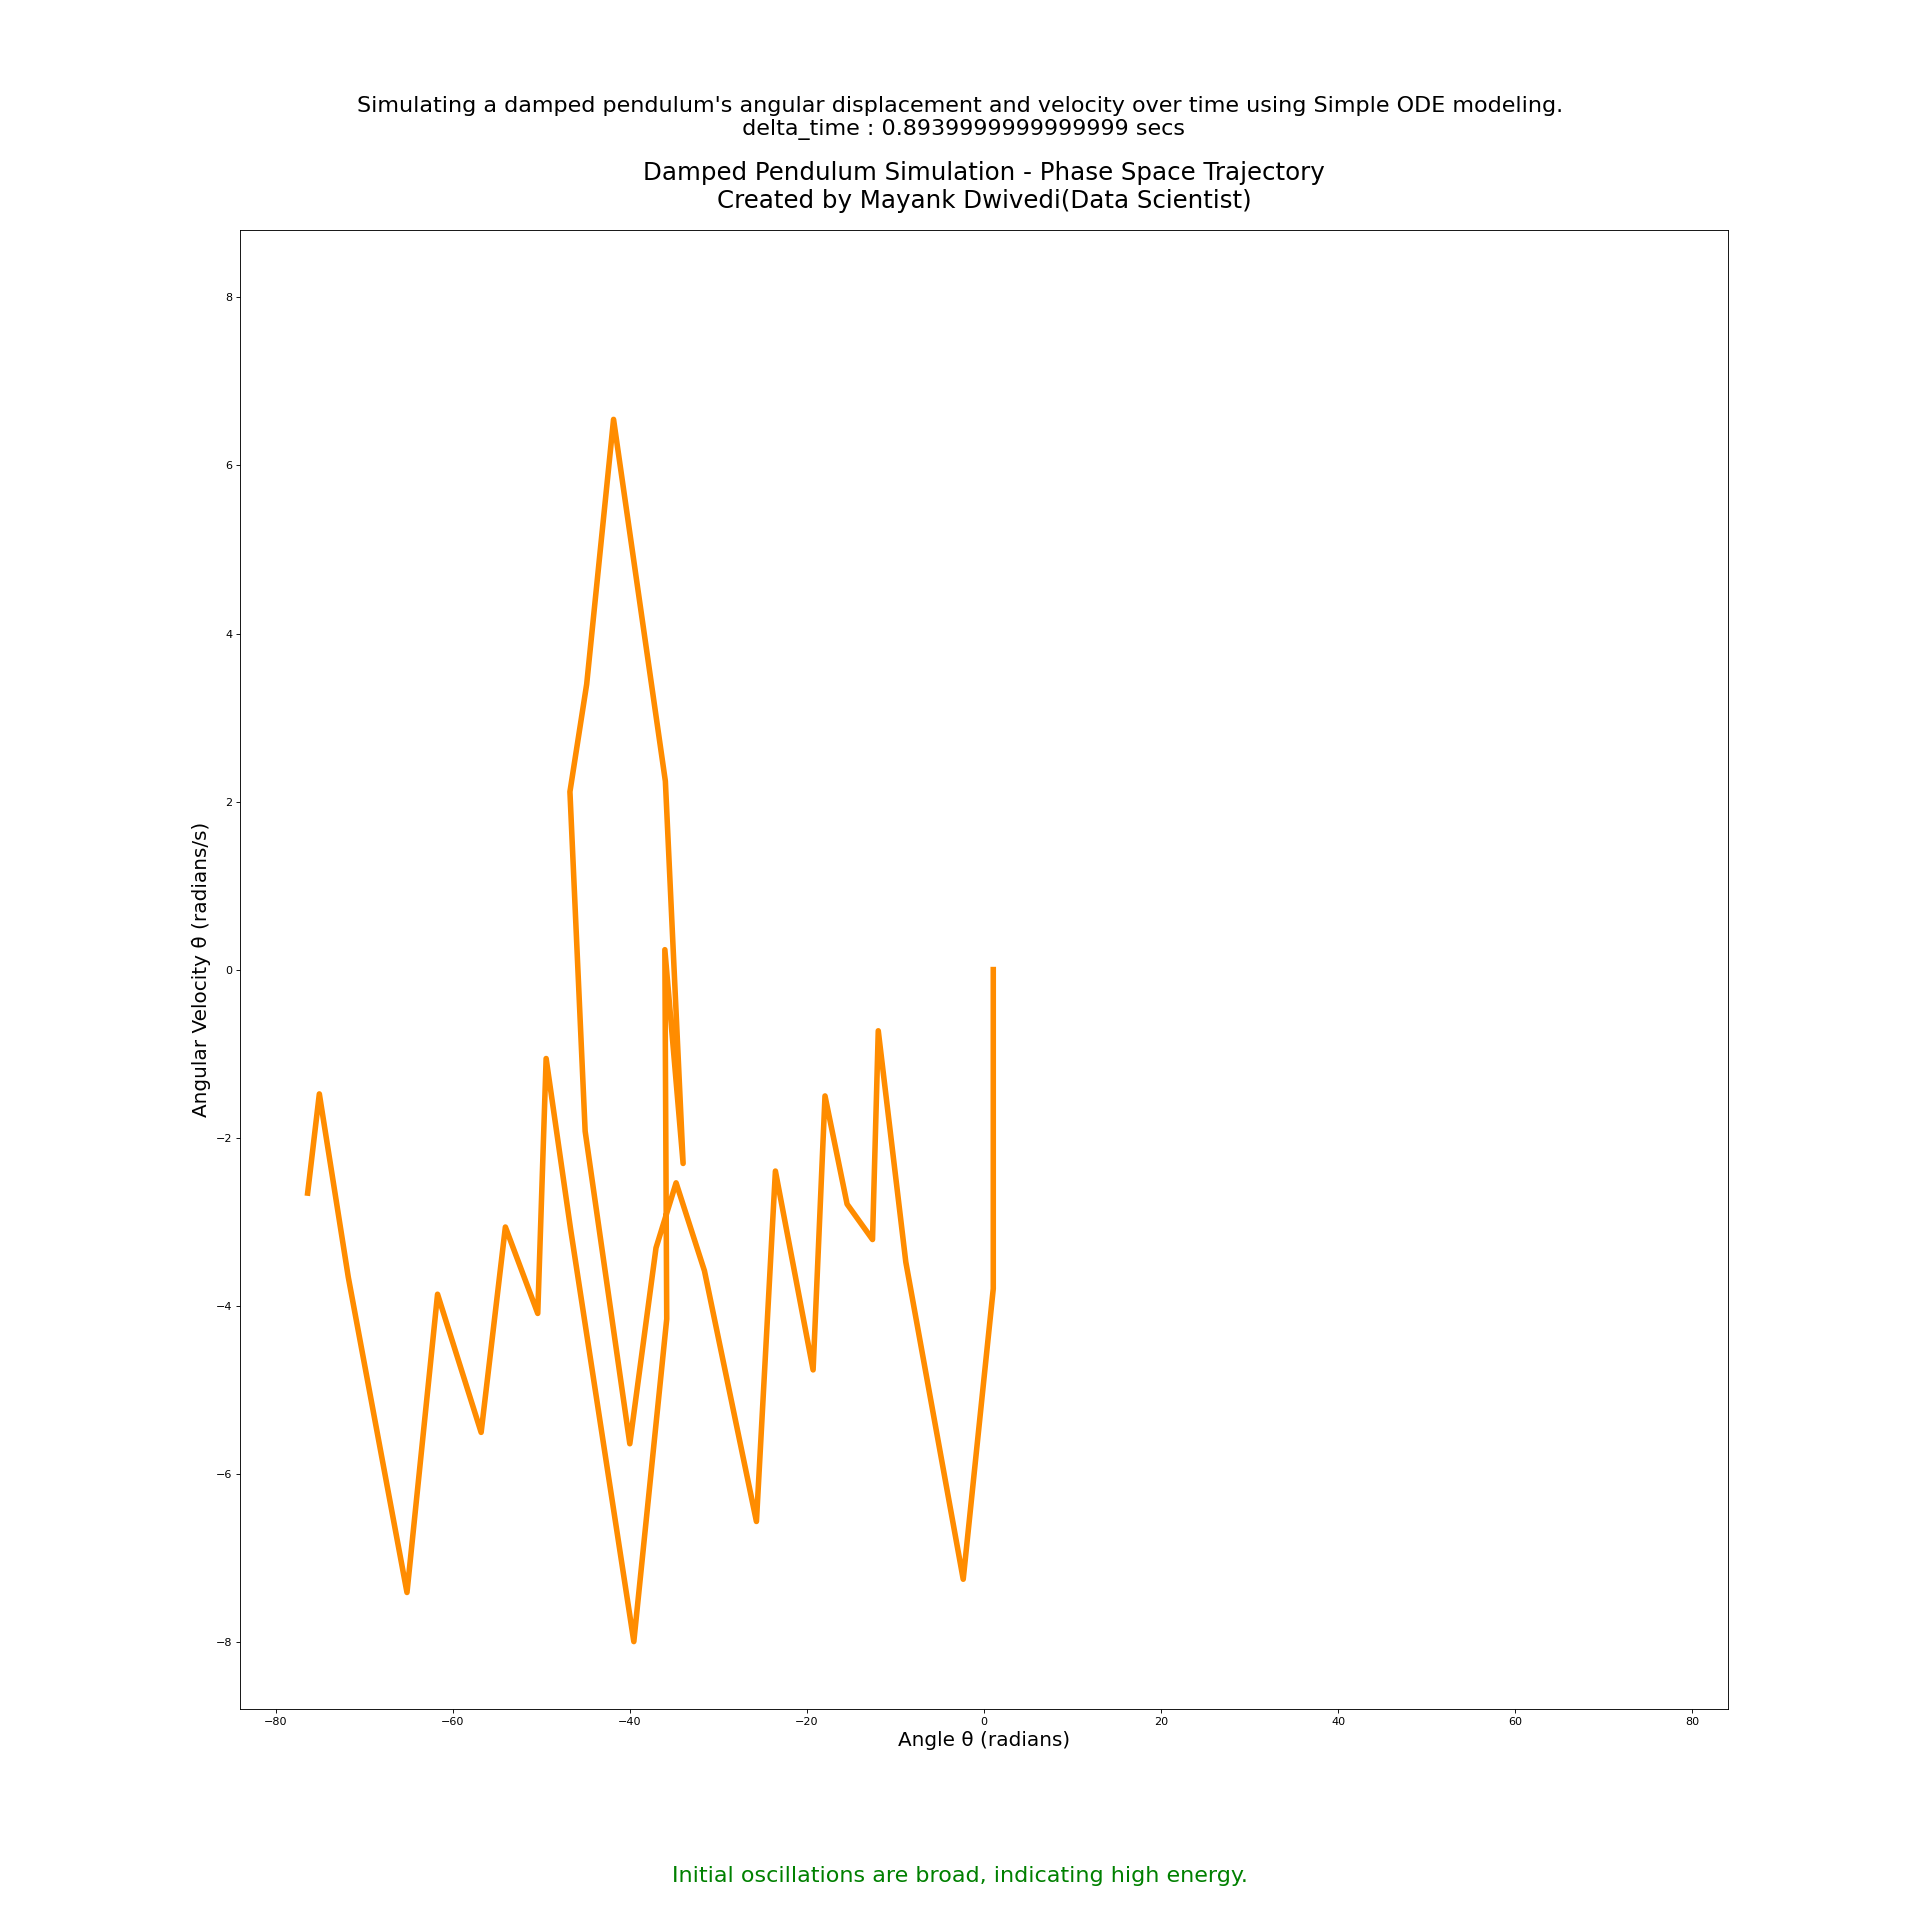 Simulating a damped pendulum's angular displacement and velocity over time using Simple ODE modeling.
delta_time : 0.8939999999999999 secs
Damped Pendulum Simulation - Phase Space Trajectory
Created by Mayank Dwivedi(Data Scientist)
8
6
4
2
0
−2
−4
−6
−8
Angular Velocity θ (radians/s)
−80
−60
−40
−20
0
20
40
60
80
Angle θ (radians)
Initial oscillations are broad, indicating high energy.